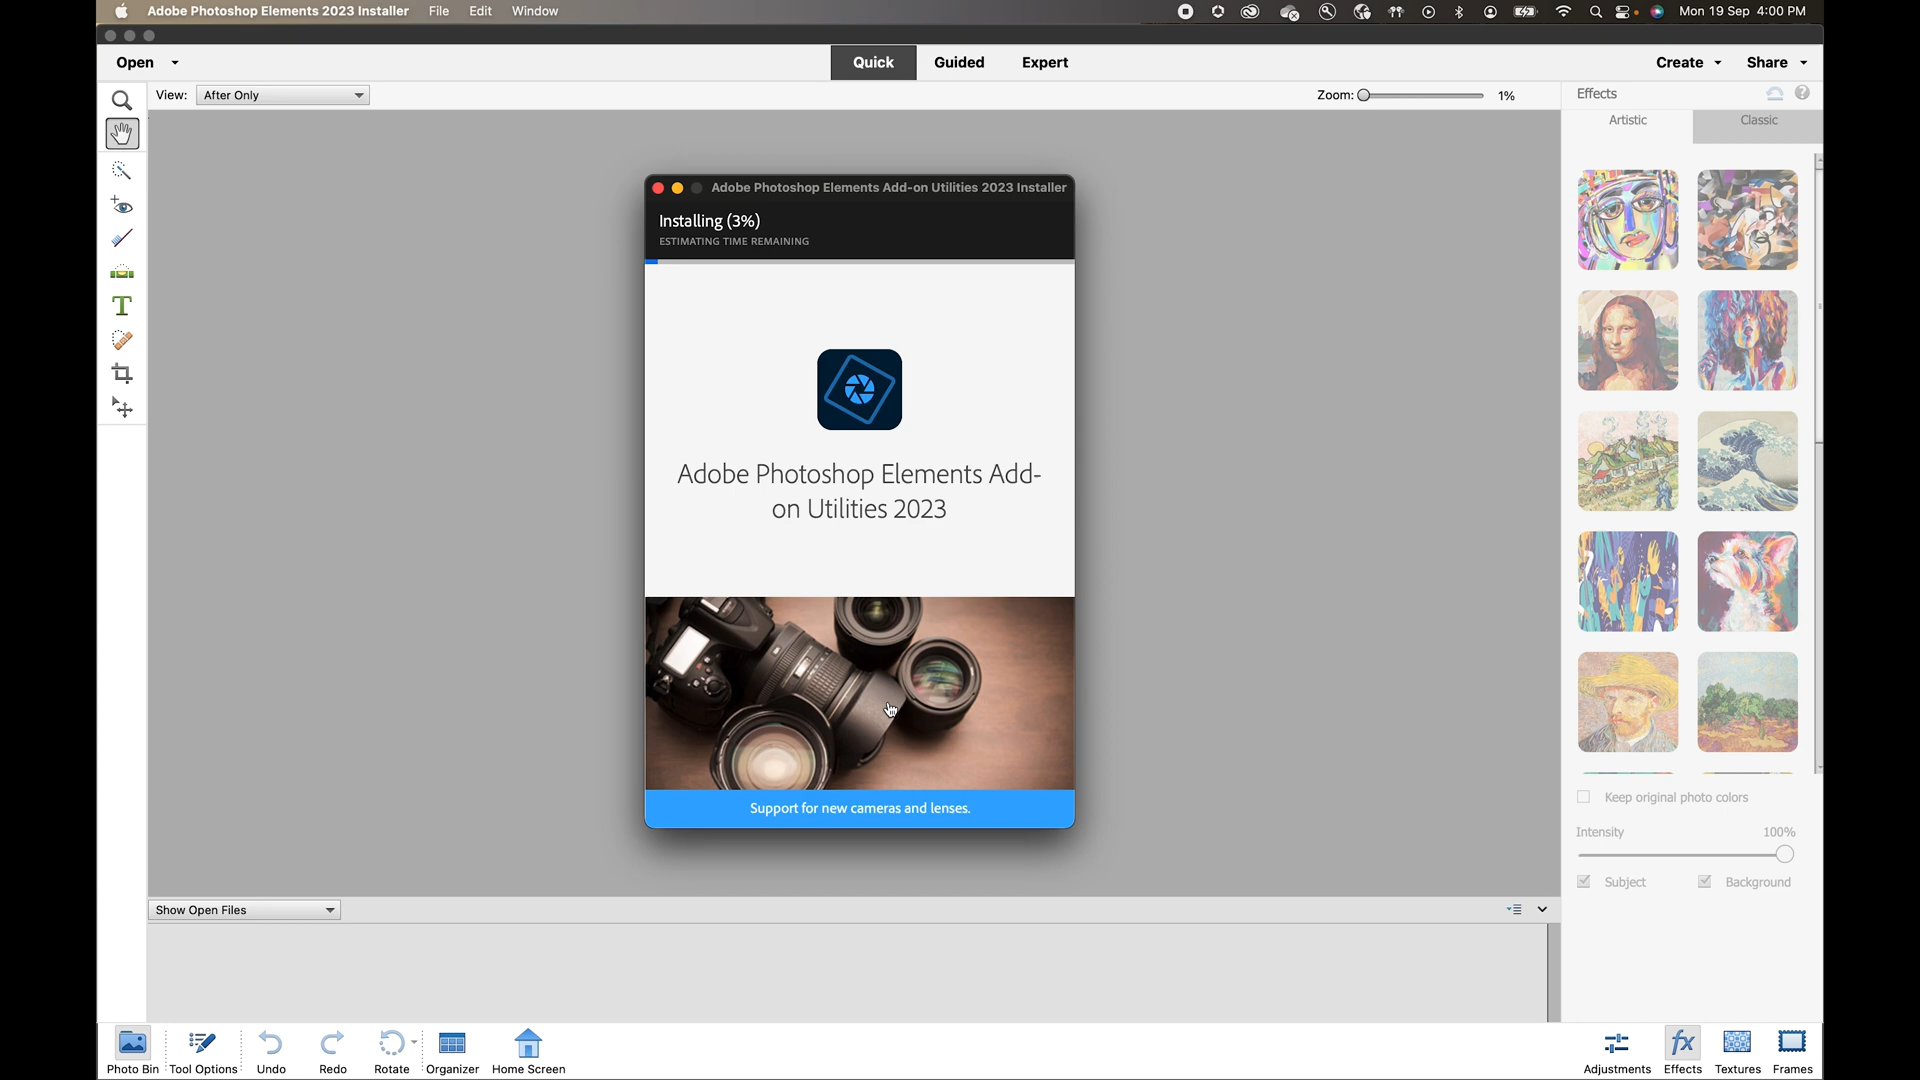 Adobe Photoshop Elements 2023 Installer File Edit Window Mon 19 Sep 4:00 PM
Open Quick Guided Expert Create Share
View: After Only Zoom: 1% Effects
Artistic Classic
Adobe Photoshop Elements Add-on Utilities 2023 Installer
Installing (3%)
ESTIMATING TIME REMAINING
T
Adobe Photoshop Elements Add-
on Utilities 2023
Support for new cameras and lenses.
Keep original photo colors
Intensity 100%
Subject Background
Show Open Files
fx
Photo Bin Tool Options Undo Redo Rotate Organizer Home Screen Adjustments Effects Textures Frames